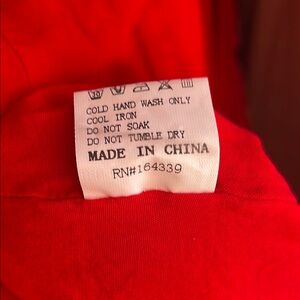 COLD HAND WASH ONLY
COOL IRON
DO NOT SOAK
DO NOT TUMBLE DRY
MADE IN CHINA
RN#164339